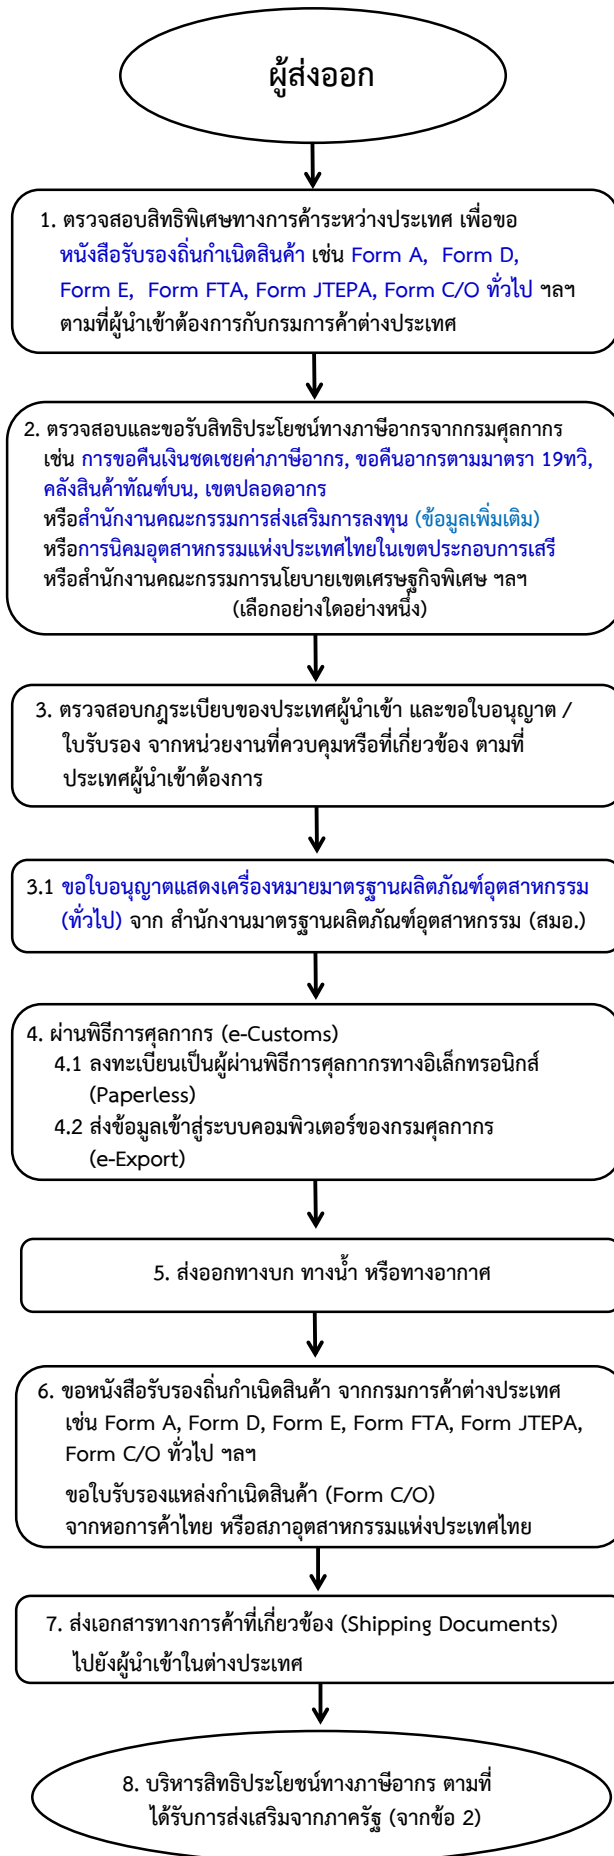 ผู้ส่งออก
1. ตรวจสอบสิทธิพิเศษทางการค้าระหว่างประเทศ เพื่อขอ
หนังสือรับรองถิ่นกำเนิดสินค้า เช่น Form A, Form D,
Form E, Form FTA, Form JTEPA, Form C/O ทั่วไป ฯลฯ
ตามที่ผู้นำเข้าต้องการกับกรมการค้าต่างประเทศ
2. ตรวจสอบและขอรับสิทธิประโยชน์ทางภาษีอากรจากกรมศุลกากร
เช่น การขอคืนเงินชดเชยค่าภาษีอากร, ขอคืนอากรตามมาตรา 19ทวิ,
คลังสินค้าทัณฑ์บน, เขตปลอดอากร
หรือสำนักงานคณะกรรมการส่งเสริมการลงทุน (ข้อมูลเพิ่มเติม)
หรือการนิคมอุตสาหกรรมแห่งประเทศไทยในเขตประกอบการเสรี
หรือสำนักงานคณะกรรมการนโยบายเขตเศรษฐกิจพิเศษ ฯลฯ
(เลือกอย่างใดอย่างหนึ่ง)
3. ตรวจสอบกฎระเบียบของประเทศผู้นำเข้า และขอใบอนุญาต /
ใบรับรอง จากหน่วยงานที่ควบคุมหรือที่เกี่ยวข้อง ตามที่
ประเทศผู้นำเข้าต้องการ
3.1 ขอใบอนุญาตแสดงเครื่องหมายมาตรฐานผลิตภัณฑ์อุตสาหกรรม
(ทั่วไป) จาก สำนักงานมาตรฐานผลิตภัณฑ์อุตสาหกรรม (สมอ.)
4. ผ่านพิธีการศุลกากร (e-Customs)
4.1 ลงทะเบียนเป็นผู้ผ่านพิธีการศุลกากรทางอิเล็กทรอนิกส์
(Paperless)
4.2 ส่งข้อมูลเข้าสู่ระบบคอมพิวเตอร์ของกรมศุลกากร
(e-Export)
5. ส่งออกทางบก ทางน้ำ หรือทางอากาศ
6. ขอหนังสือรับรองถิ่นกำเนิดสินค้า จากกรมการค้าต่างประเทศ
เช่น Form A, Form D, Form E, Form FTA, Form JTEPA,
Form C/O ทั่วไป ฯลฯ
ขอใบรับรองแหล่งกำเนิดสินค้า (Form C/O)
จากหอการค้าไทย หรือสภาอุตสาหกรรมแห่งประเทศไทย
7. ส่งเอกสารทางการค้าที่เกี่ยวข้อง (Shipping Documents)
ไปยังผู้นำเข้าในต่างประเทศ
8. บริหารสิทธิประโยชน์ทางภาษีอากร ตามที่
ได้รับการส่งเสริมจากภาครัฐ (จากข้อ 2)